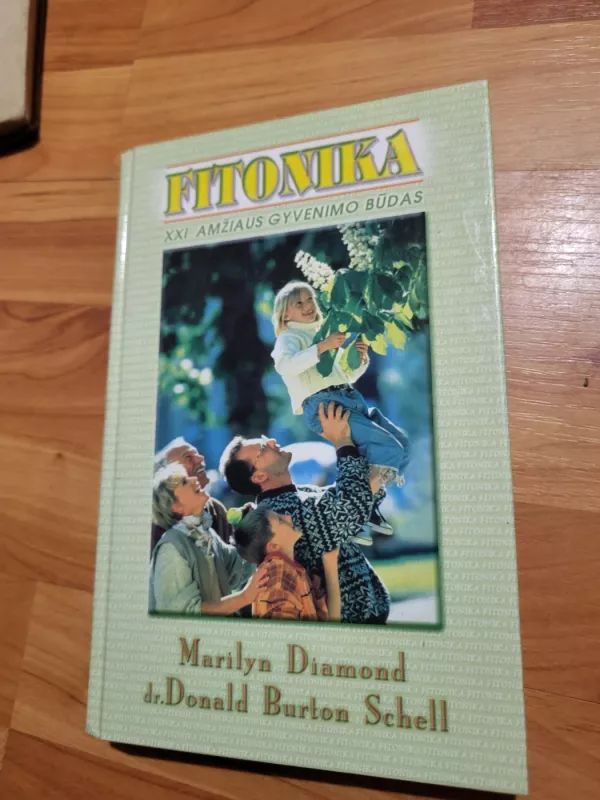 FITONIKA
XXI AMŽIAUS GYVENIMO BŪDAS
Marilyn Diamond
dr. Donald Burton Schell